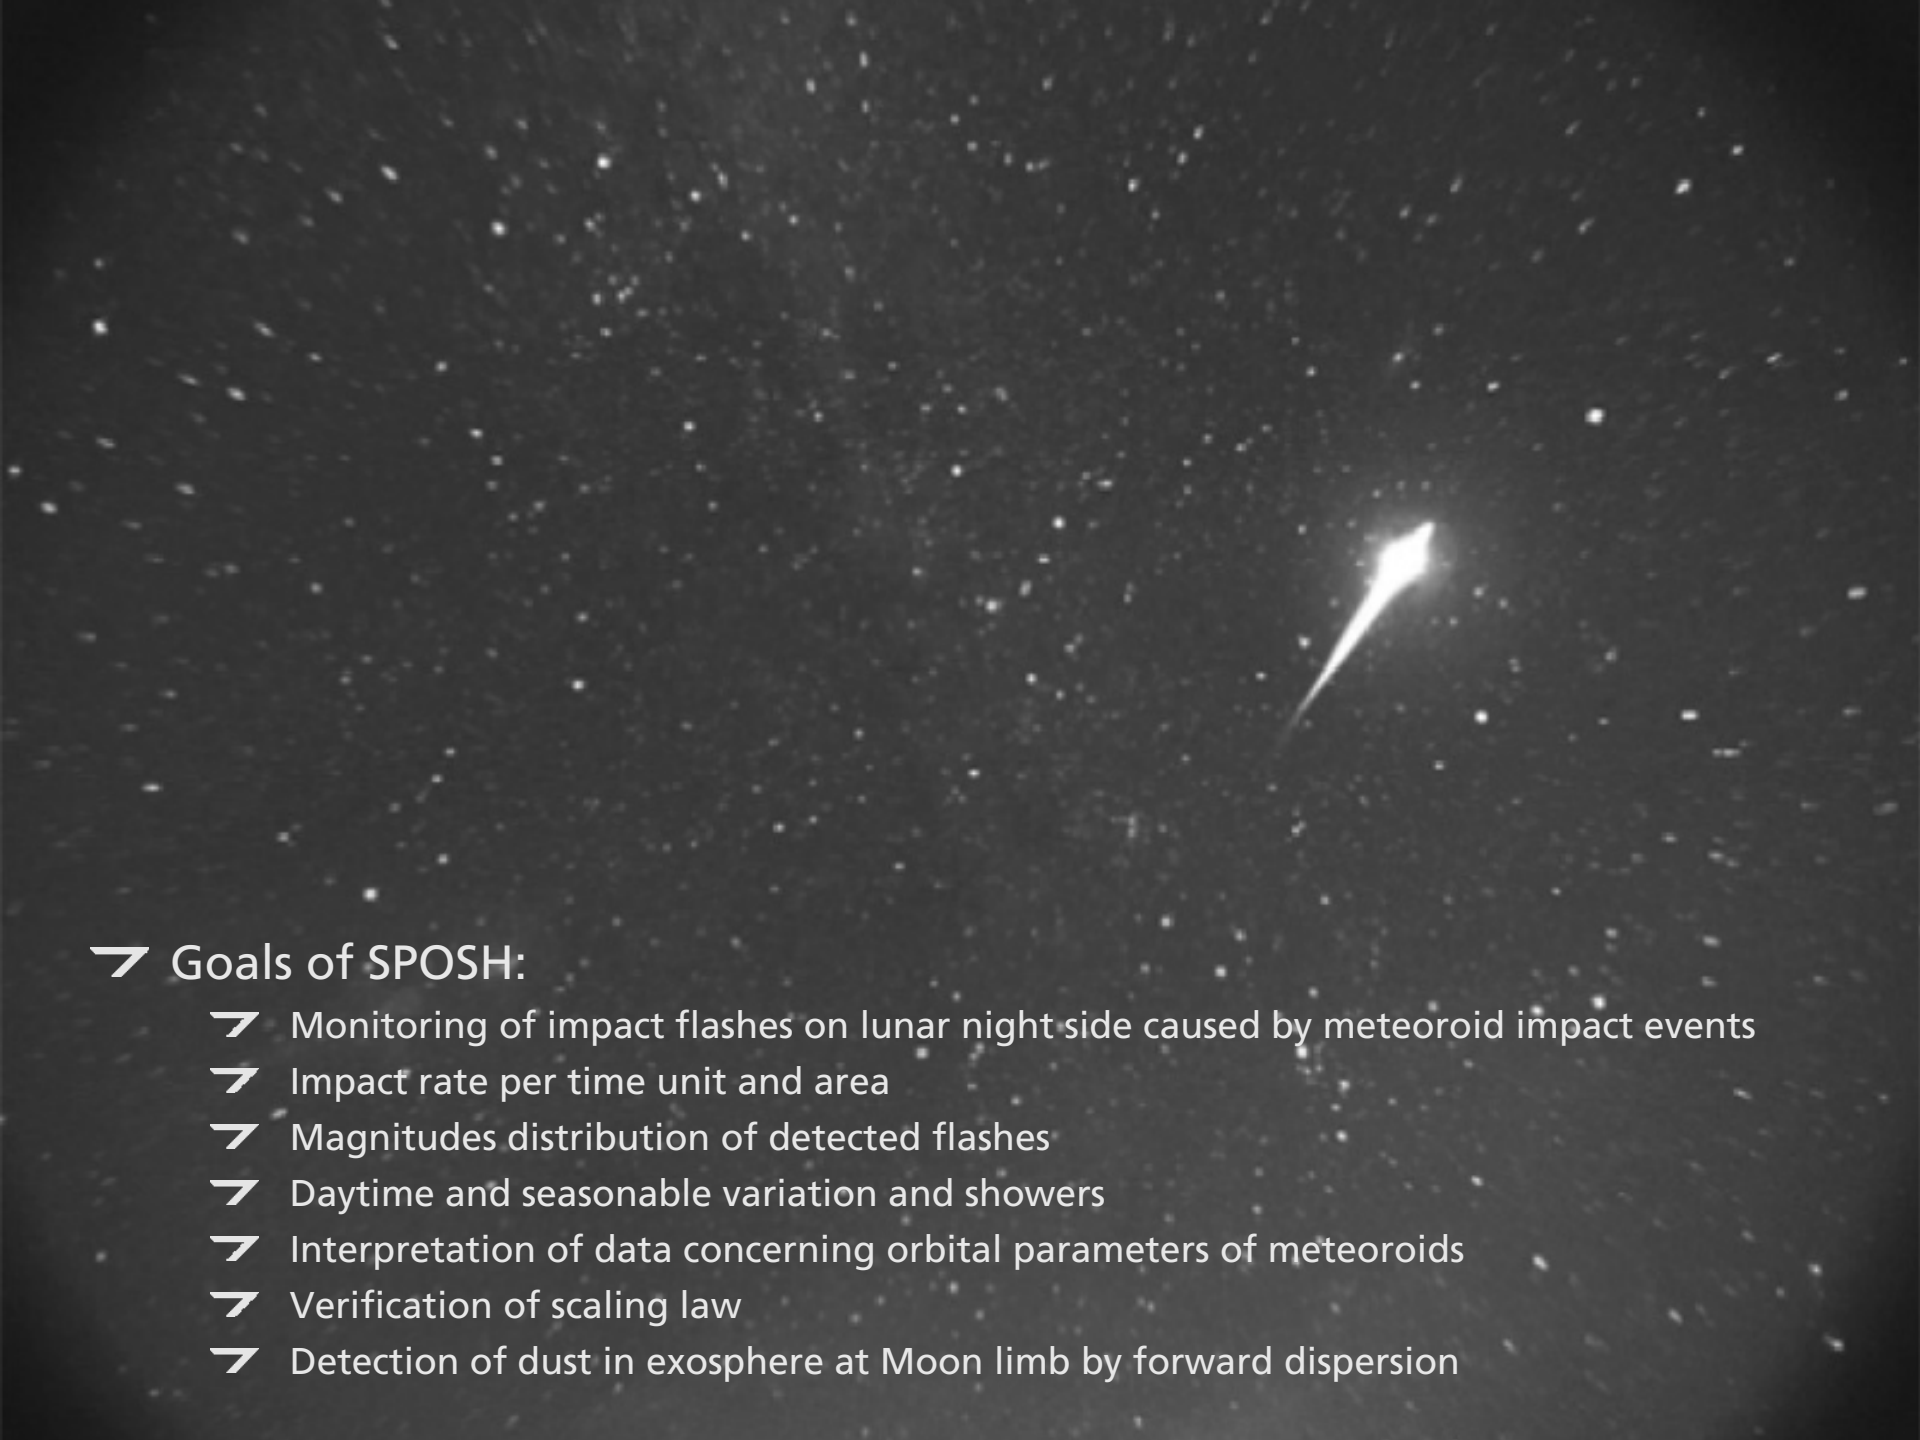 Goals of SPOSH:
Monitoring of impact flashes on lunar night side caused by meteoroid impact events
Impact rate per time unit and area
Magnitudes distribution of detected flashes
Daytime and seasonable variation and showers
Interpretation of data concerning orbital parameters of meteoroids
Verification of scaling law
Detection of dust in exosphere at Moon limb by forward dispersion